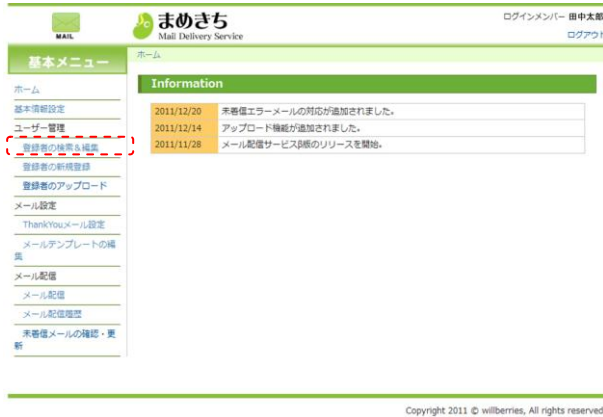 MAIL
まめきち
Mail Delivery Service
ログインメンバー 田中太郎
ログアウト
基本メニュー
ホーム
ホーム
基本情報設定
ユーザー管理
登録者の検索&編集
登録者の新規登録
登録者のアップロード
メール設定
ThankYouメール設定
メールテンプレートの編
集
メール配信
メール配信
メール配信履歴
未着信メールの確認・更
新
Information
2011/12/20 未着信エラーメールの対応が追加されました。
2011/12/14 アップロード機能が追加されました。
2011/11/28 メール配信サービスβ版のリリースを開始。
Copyright 2011 © willberries, All rights reserved